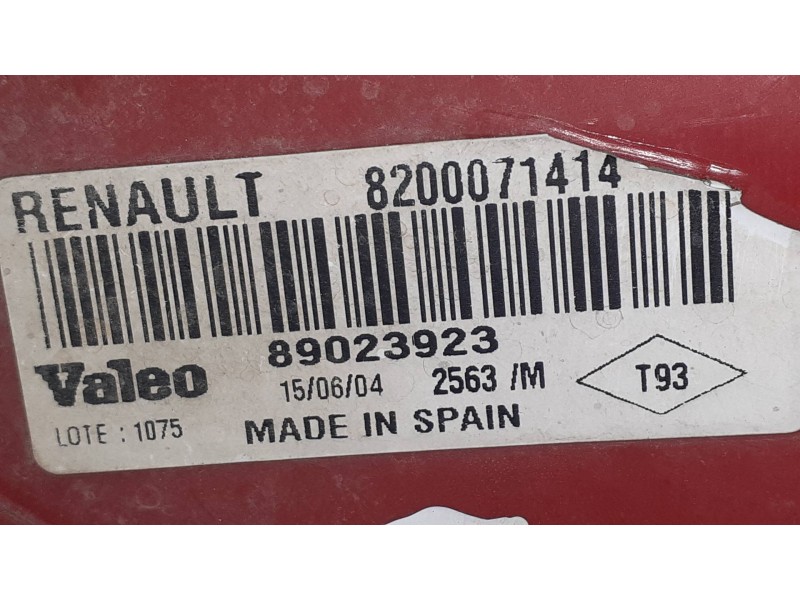 RENAULT 8200071414
89023923
Valeo 15/06/04 2563 /M T93
LOTE : 1075 MADE IN SPAIN